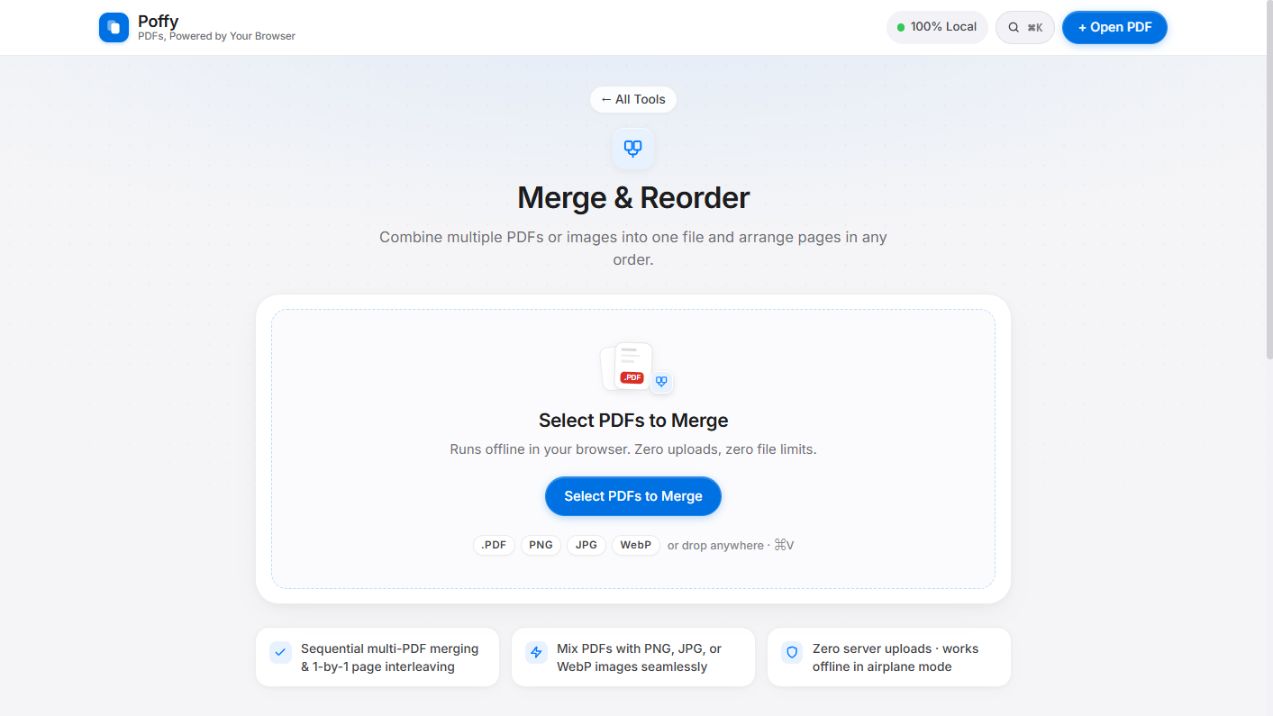 Poffy
PDFs, Powered by Your Browser
100% Local
⌘K
+ Open PDF
← All Tools
Merge & Reorder
Combine multiple PDFs or images into one file and arrange pages in any
order.
.PDF
Select PDFs to Merge
Runs offline in your browser. Zero uploads, zero file limits.
Select PDFs to Merge
.PDF PNG JPG WebP or drop anywhere · ⌘V
Sequential multi-PDF merging
& 1-by-1 page interleaving
Mix PDFs with PNG, JPG, or
WebP images seamlessly
Zero server uploads · works
offline in airplane mode